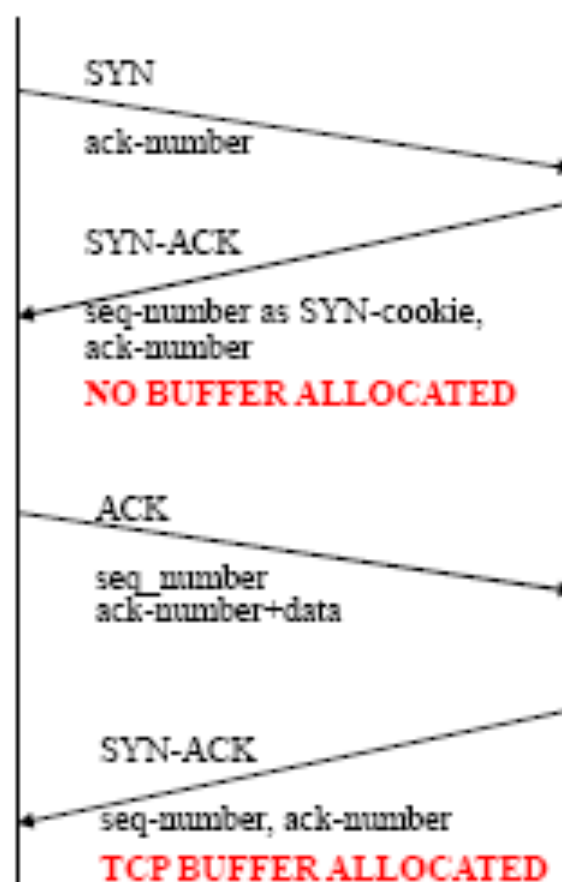 SYN
ack-number
SYN-ACK
seq-number as SYN-cookie,
ack-number
NO BUFFER ALLOCATED
ACK
seq_number
ack-number+data
SYN-ACK
seq-number, ack-number
TCP BUFFER ALLOCATED